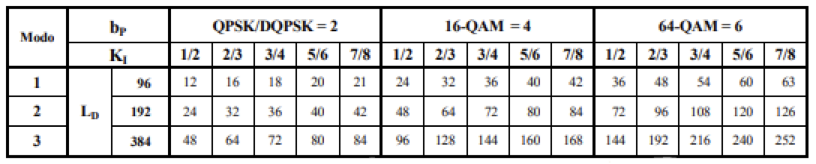 Modo b_P QPSK/DQPSK = 2 16-QAM = 4 64-QAM = 6
K_I 1/2 2/3 3/4 5/6 7/8 1/2 2/3 3/4 5/6 7/8 1/2 2/3 3/4 5/6 7/8
1 L_D 96 12 16 18 20 21 24 32 36 40 42 36 48 54 60 63
2 192 24 32 36 40 42 48 64 72 80 84 72 96 108 120 126
3 384 48 64 72 80 84 96 128 144 160 168 144 192 216 240 252